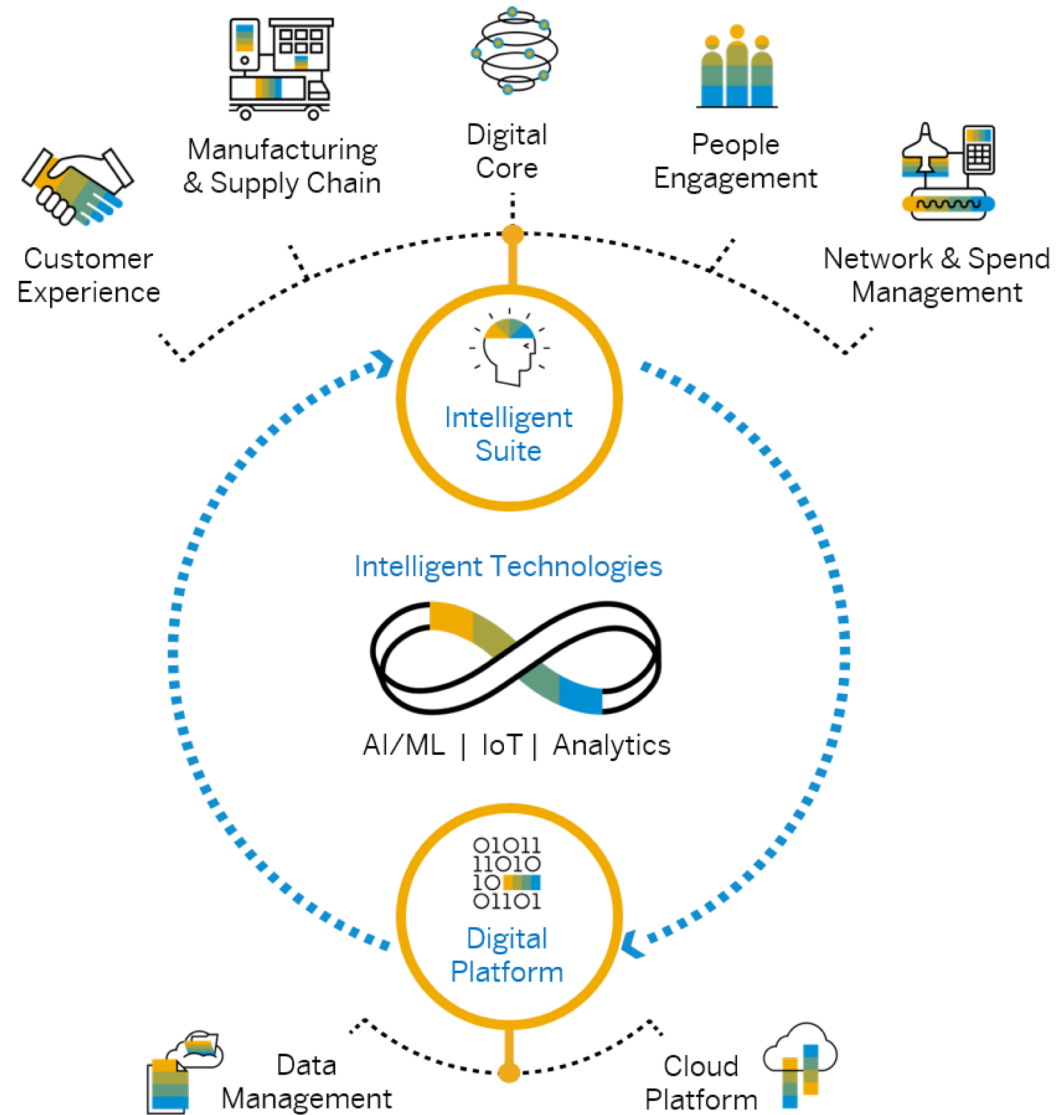 Manufacturing
& Supply Chain
Digital
Core
People
Engagement
Customer
Experience
Network & Spend
Management
Intelligent
Suite
Intelligent Technologies
AI/ML | IoT | Analytics
01011
11010
10
01101
Digital
Platform
Data
Management
Cloud
Platform